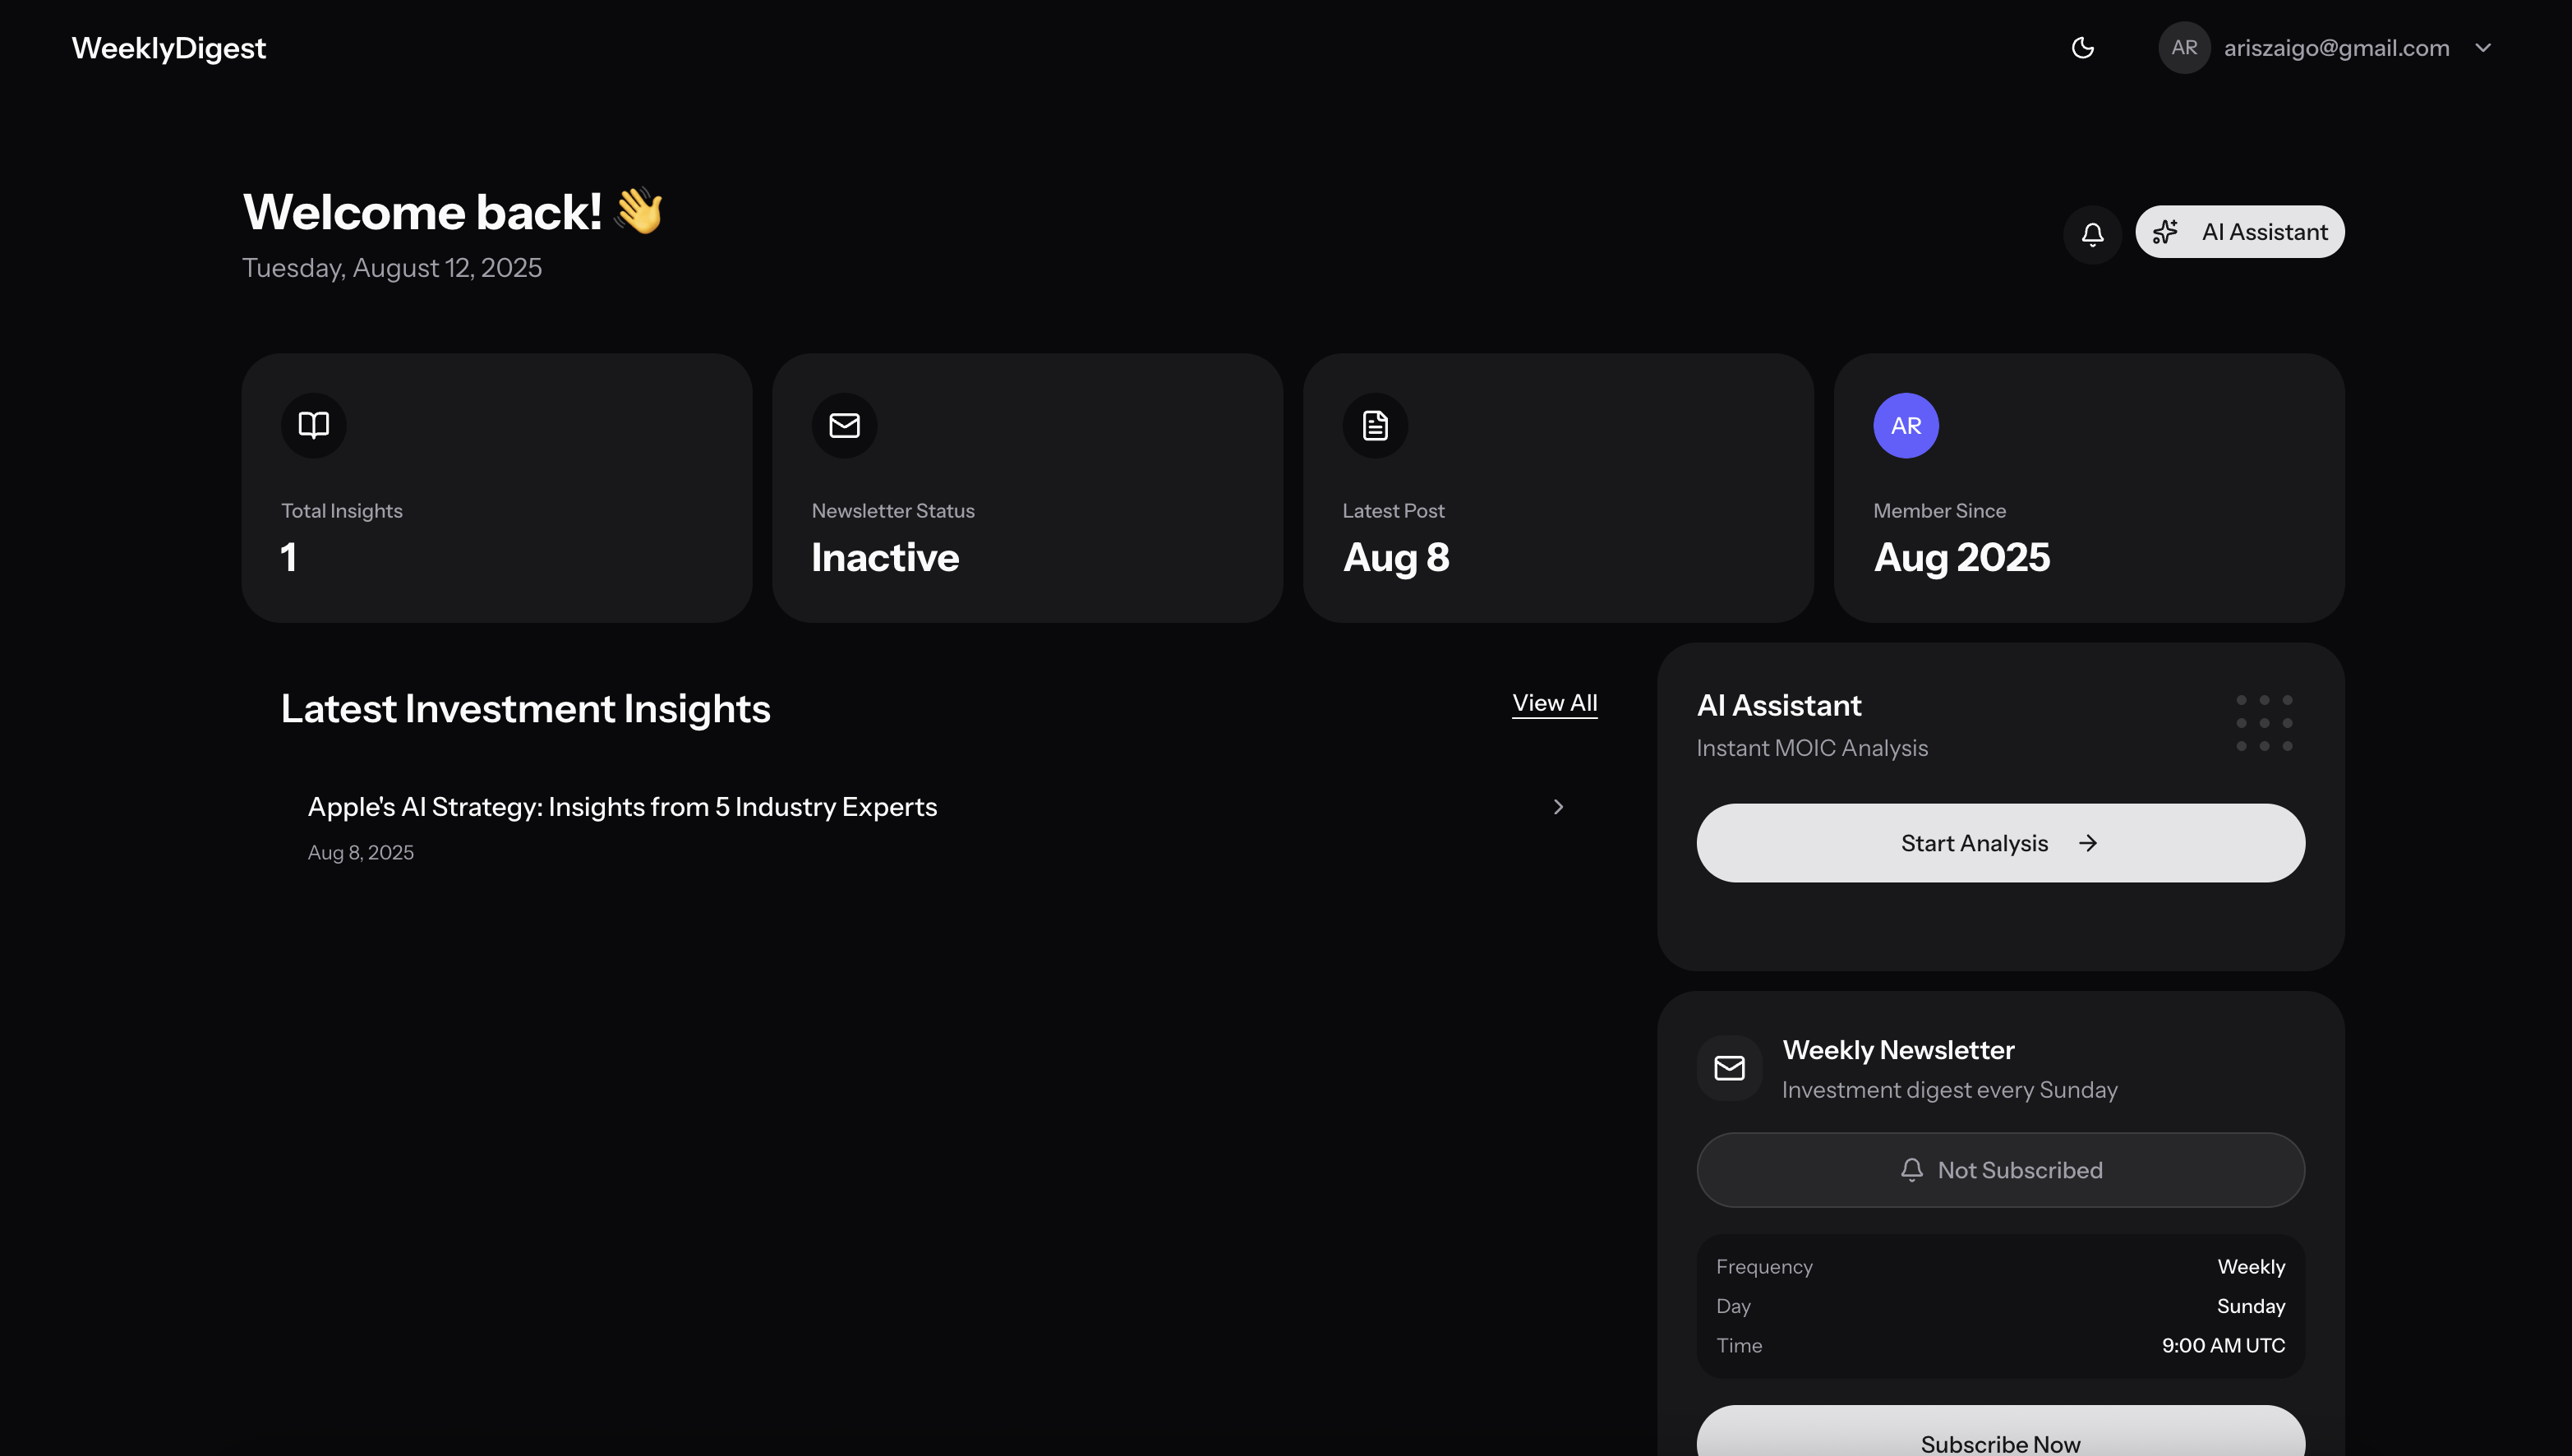 WeeklyDigest
AR
ariszaigo@gmail.com
Welcome back! 👋
Tuesday, August 12, 2025
AI Assistant
Total Insights
1
Newsletter Status
Inactive
Latest Post
Aug 8
AR
Member Since
Aug 2025
Latest Investment Insights
View All
Apple's AI Strategy: Insights from 5 Industry Experts
Aug 8, 2025
AI Assistant
Instant MOIC Analysis
Start Analysis
Weekly Newsletter
Investment digest every Sunday
Not Subscribed
Frequency Weekly
Day Sunday
Time 9:00 AM UTC
Subscribe Now